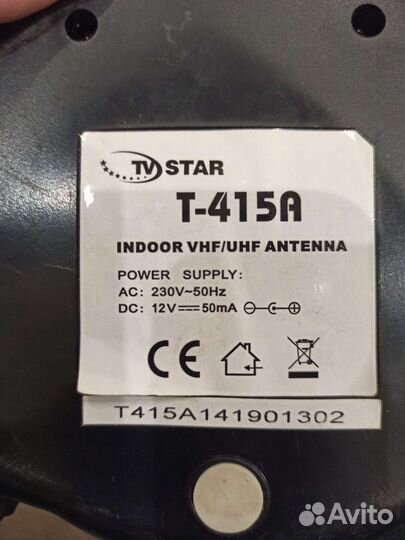 TV STAR
T-415A
INDOOR VHF/UHF ANTENNA
POWER SUPPLY:
AC: 230V~50Hz
DC: 12V⎓50mA
CE
T415A141901302
Avito